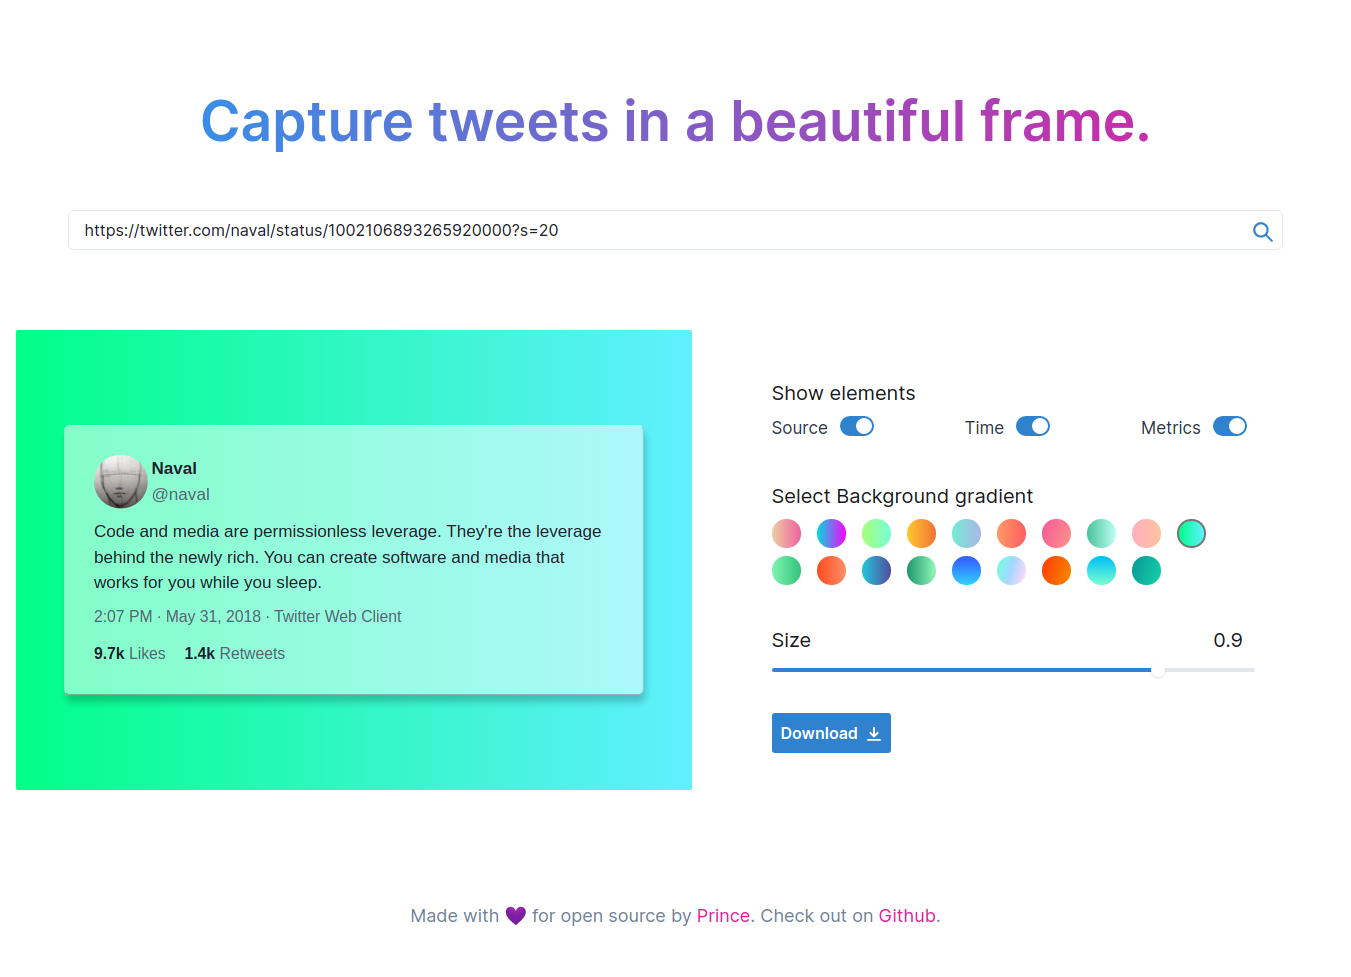 Capture tweets in a beautiful frame.
https://twitter.com/naval/status/1002106893265920000?s=20
Naval
@naval
Code and media are permissionless leverage. They're the leverage
behind the newly rich. You can create software and media that
works for you while you sleep.
2:07 PM · May 31, 2018 · Twitter Web Client
9.7k Likes 1.4k Retweets
Show elements
Source Time Metrics
Select Background gradient
Size 0.9
Download
Made with 💜 for open source by Prince. Check out on Github.